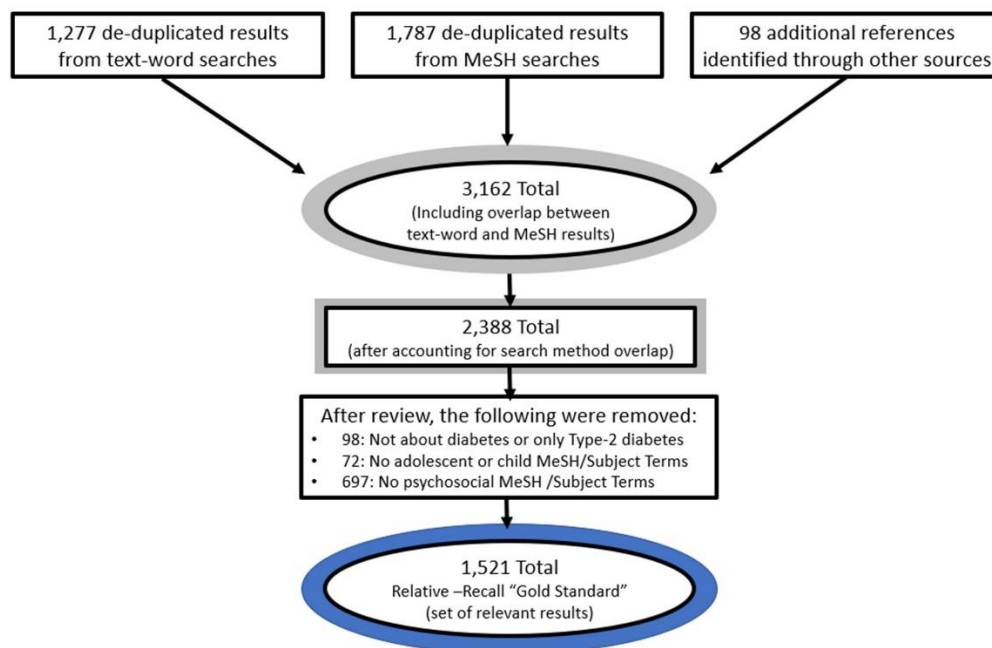 1,277 de-duplicated results
from text-word searches
1,787 de-duplicated results
from MeSH searches
98 additional references
identified through other sources
3,162 Total
(Including overlap between
text-word and MeSH results)
2,388 Total
(after accounting for search method overlap)
After review, the following were removed:
• 98: Not about diabetes or only Type-2 diabetes
• 72: No adolescent or child MeSH/Subject Terms
• 697: No psychosocial MeSH /Subject Terms
1,521 Total
Relative –Recall “Gold Standard”
(set of relevant results)